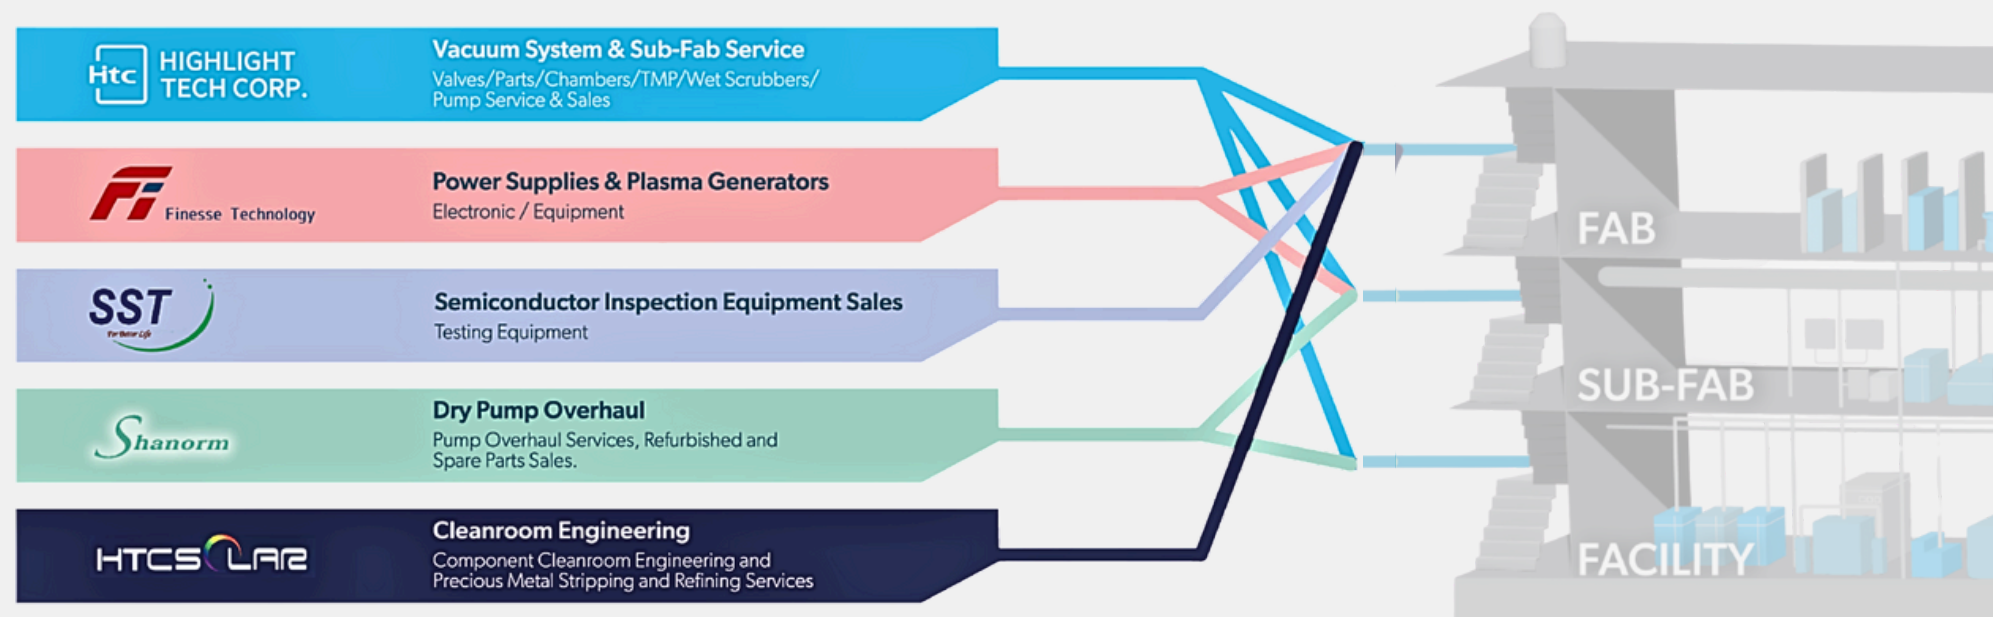 Htc
HIGHLIGHT
TECH CORP.
Vacuum System & Sub-Fab Service
Valves/Parts/Chambers/TMP/Wet Scrubbers/
Pump Service & Sales
Finesse Technology
Power Supplies & Plasma Generators
Electronic / Equipment
SST
For Better Life
Semiconductor Inspection Equipment Sales
Testing Equipment
Shanorm
Dry Pump Overhaul
Pump Overhaul Services, Refurbished and
Spare Parts Sales.
HTCSOLAR
Cleanroom Engineering
Component Cleanroom Engineering and
Precious Metal Stripping and Refining Services
FAB
SUB-FAB
FACILITY